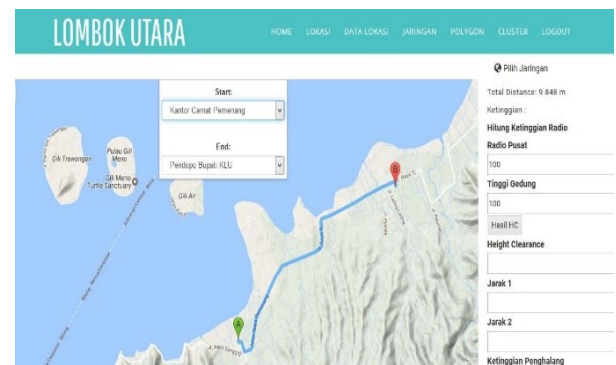 LOMBOK UTARA
HOME LOKASI DATA LOKASI JARINGAN POLYGON CLUSTER LOGOUT
Start:
Kantor Camat Pemenang
End:
Pendopo Bupati KLU
Gili Trawangan
Pulau Gili
Meno
Gili Meno
Turtle Sanctuary
Gili Air
B
A
Pilih Jaringan
Total Distance: 9.848 m
Ketinggian :
Hitung Ketinggian Radio
Radio Pusat
100
Tinggi Gedung
100
Hasil HC
Height Clearance
Jarak 1
Jarak 2
Ketinggian Penghalang